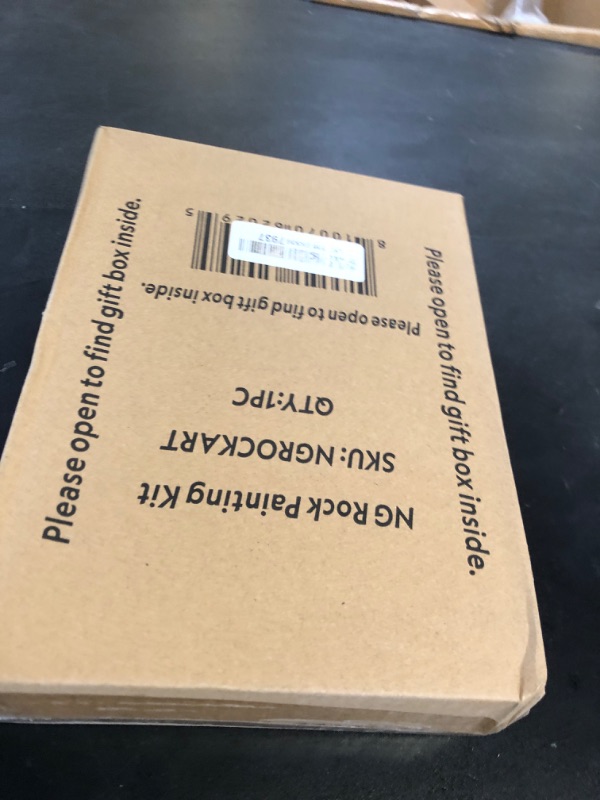 NG Rock Painting Kit
SKU: NGROCKART
QTY:1PC
Please open to find gift box inside.
Please open to find gift box inside.
Please open to find gift box inside.